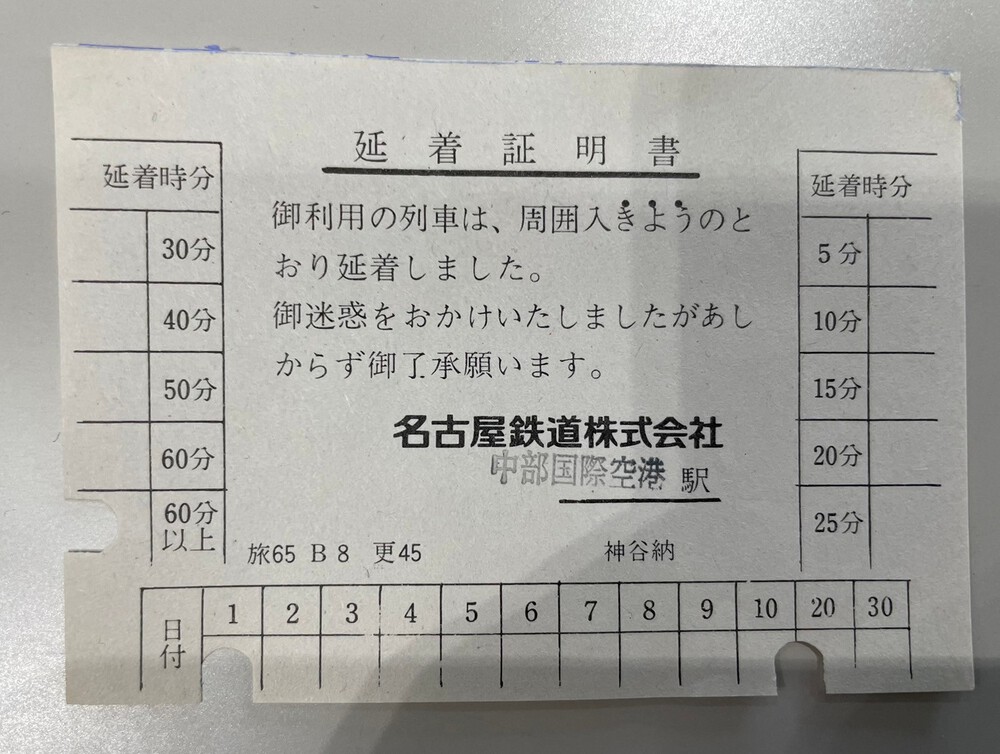 延着証明書
御利用の列車は、周囲入きようのと
おり延着しました。
御迷惑をおかけいたしましたがあし
からず御了承願います。
名古屋鉄道株式会社
中部国際空港 駅
旅65 B8 更45 神谷納
延着時分
30分
40分
50分
60分
60分
以上
延着時分
5分
10分
15分
20分
25分
日付 1 2 3 4 5 6 7 8 9 10 20 30